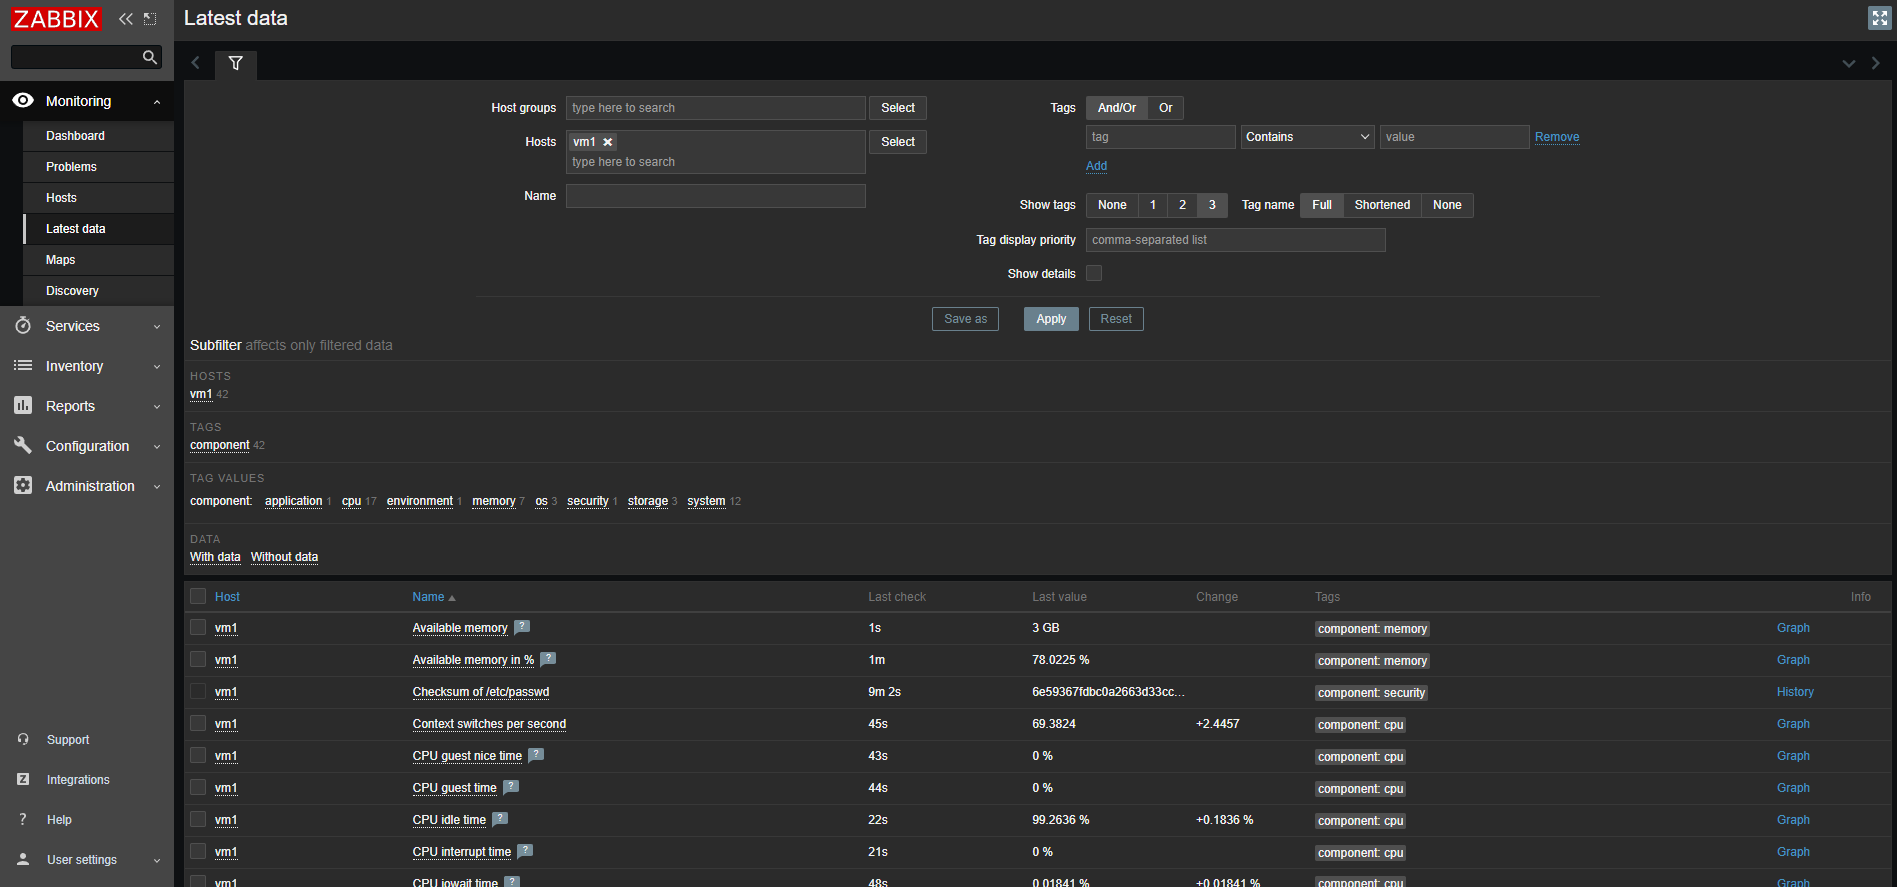 ZABBIX
Latest data
Monitoring
Dashboard
Problems
Hosts
Latest data
Maps
Discovery
Services
Inventory
Reports
Configuration
Administration
Support
Z Integrations
? Help
User settings
Host groups type here to search Select
Hosts vm1 Select
type here to search
Name
Tags And/Or Or
tag Contains value Remove
Add
Show tags None 1 2 3 Tag name Full Shortened None
Tag display priority comma-separated list
Show details
Save as Apply Reset
Subfilter affects only filtered data
HOSTS
vm1 42
TAGS
component 42
TAG VALUES
component: application 1 cpu 17 environment 1 memory 7 os 3 security 1 storage 3 system 12
DATA
With data Without data
Host Name Last check Last value Change Tags Info
vm1 Available memory ? 1s 3 GB component: memory Graph
vm1 Available memory in % ? 1m 78.0225 % component: memory Graph
vm1 Checksum of /etc/passwd 9m 2s 6e59367fdbc0a2663d33cc... component: security History
vm1 Context switches per second 45s 69.3824 +2.4457 component: cpu Graph
vm1 CPU guest nice time ? 43s 0 % component: cpu Graph
vm1 CPU guest time ? 44s 0 % component: cpu Graph
vm1 CPU idle time ? 22s 99.2636 % +0.1836 % component: cpu Graph
vm1 CPU interrupt time ? 21s 0 % component: cpu Graph
vm1 CPU iowait time ? 48s 0.01841 % +0.01841 % component: cpu Graph